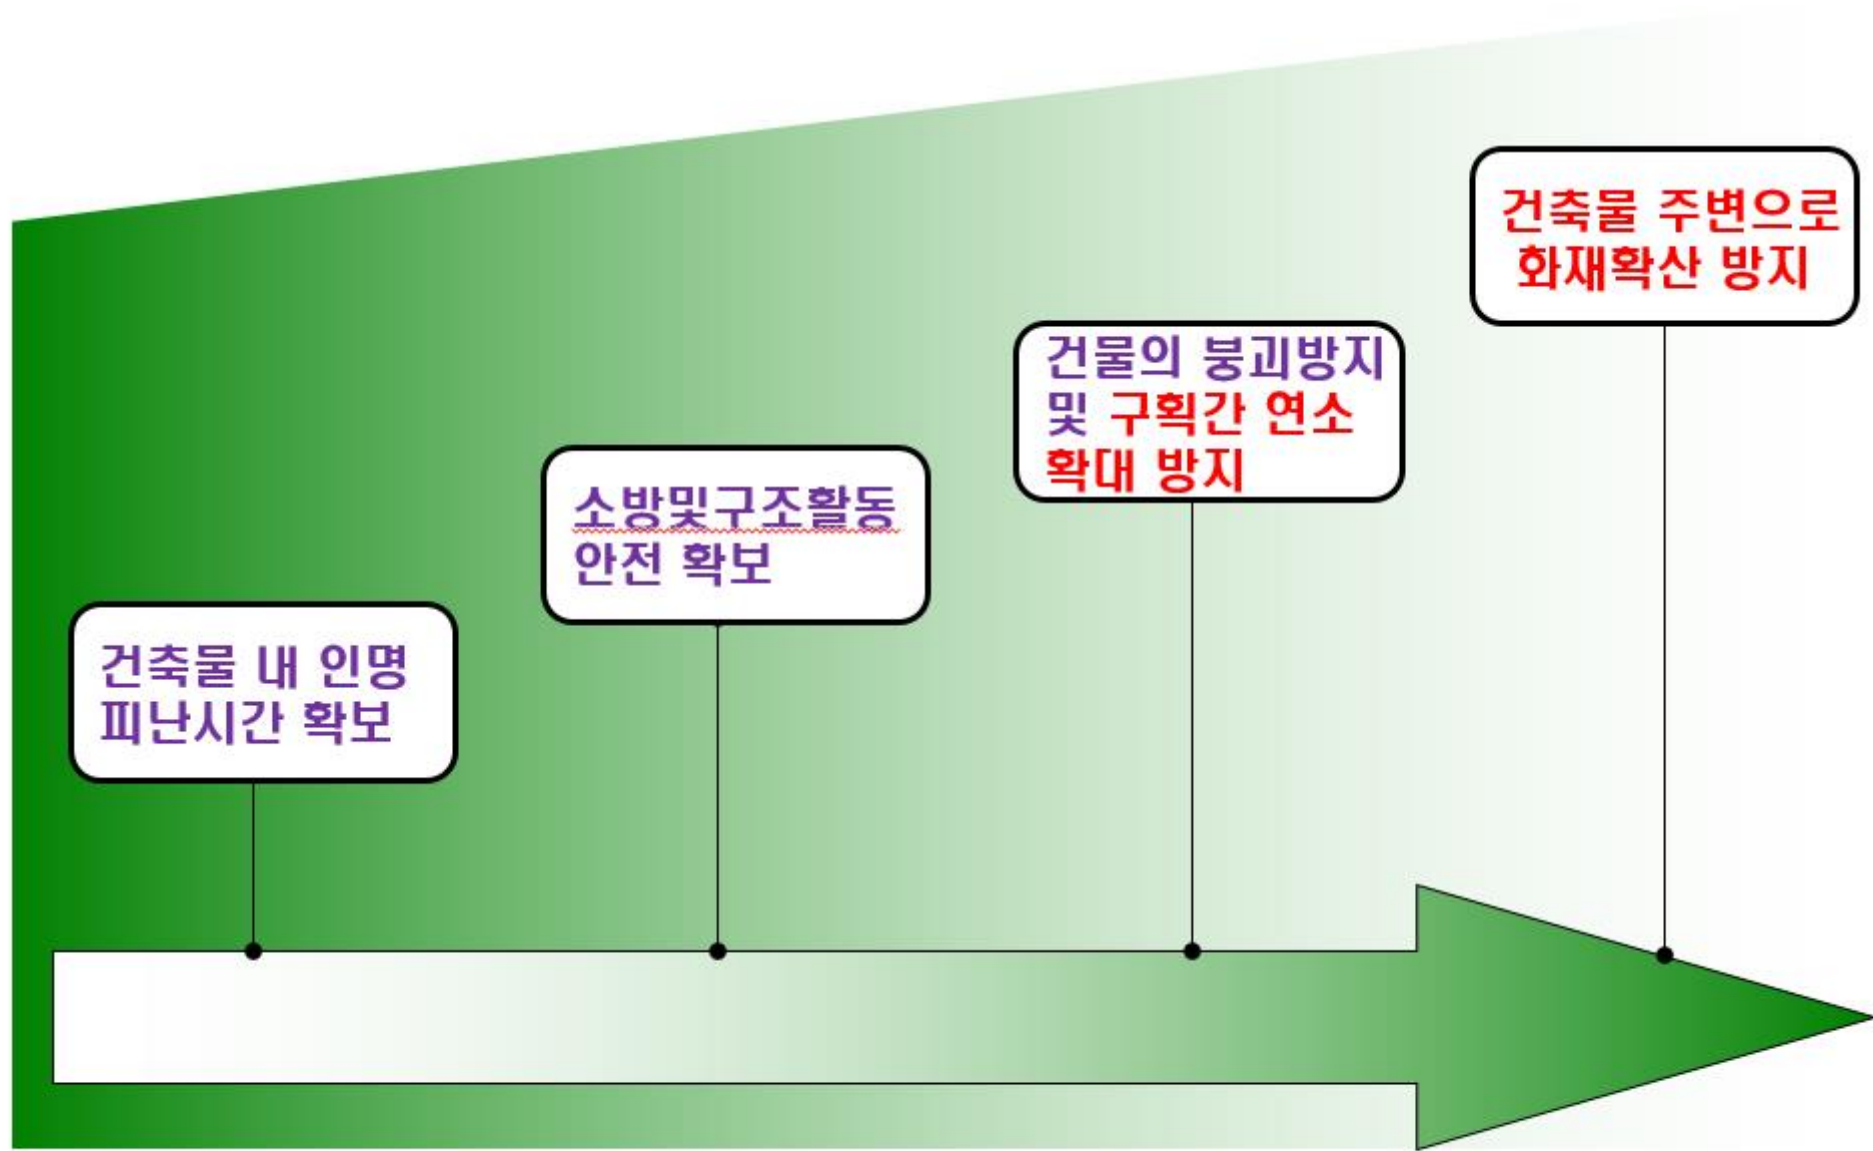 건축물 주변으로
화재확산 방지
건물의 붕괴방지
및 구획간 연소
확대 방지
소방및구조활동
안전 확보
건축물 내 인명
피난시간 확보